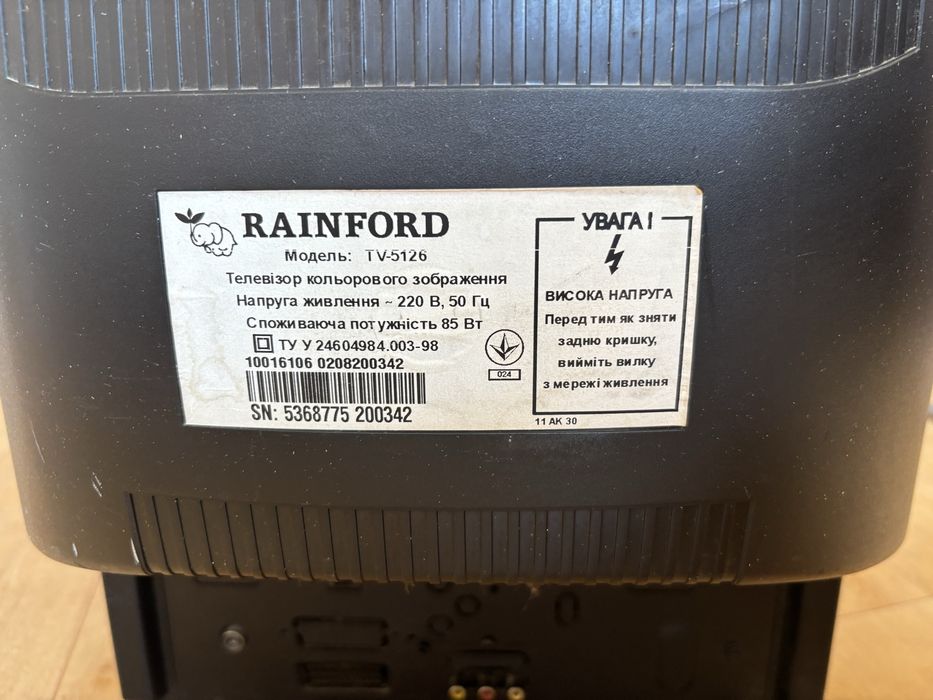 RAINFORD
Модель: TV-5126
Телевізор кольорового зображення
Напруга живлення ~ 220 В, 50 Гц
Споживаюча потужність 85 Вт
ТУ У 24604984.003-98
10016106 0208200342
SN: 5368775 200342
024
УВАГА !
ВИСОКА НАПРУГА
Перед тим як зняти
задню кришку,
вийміть вилку
з мережі живлення
11 АК 30